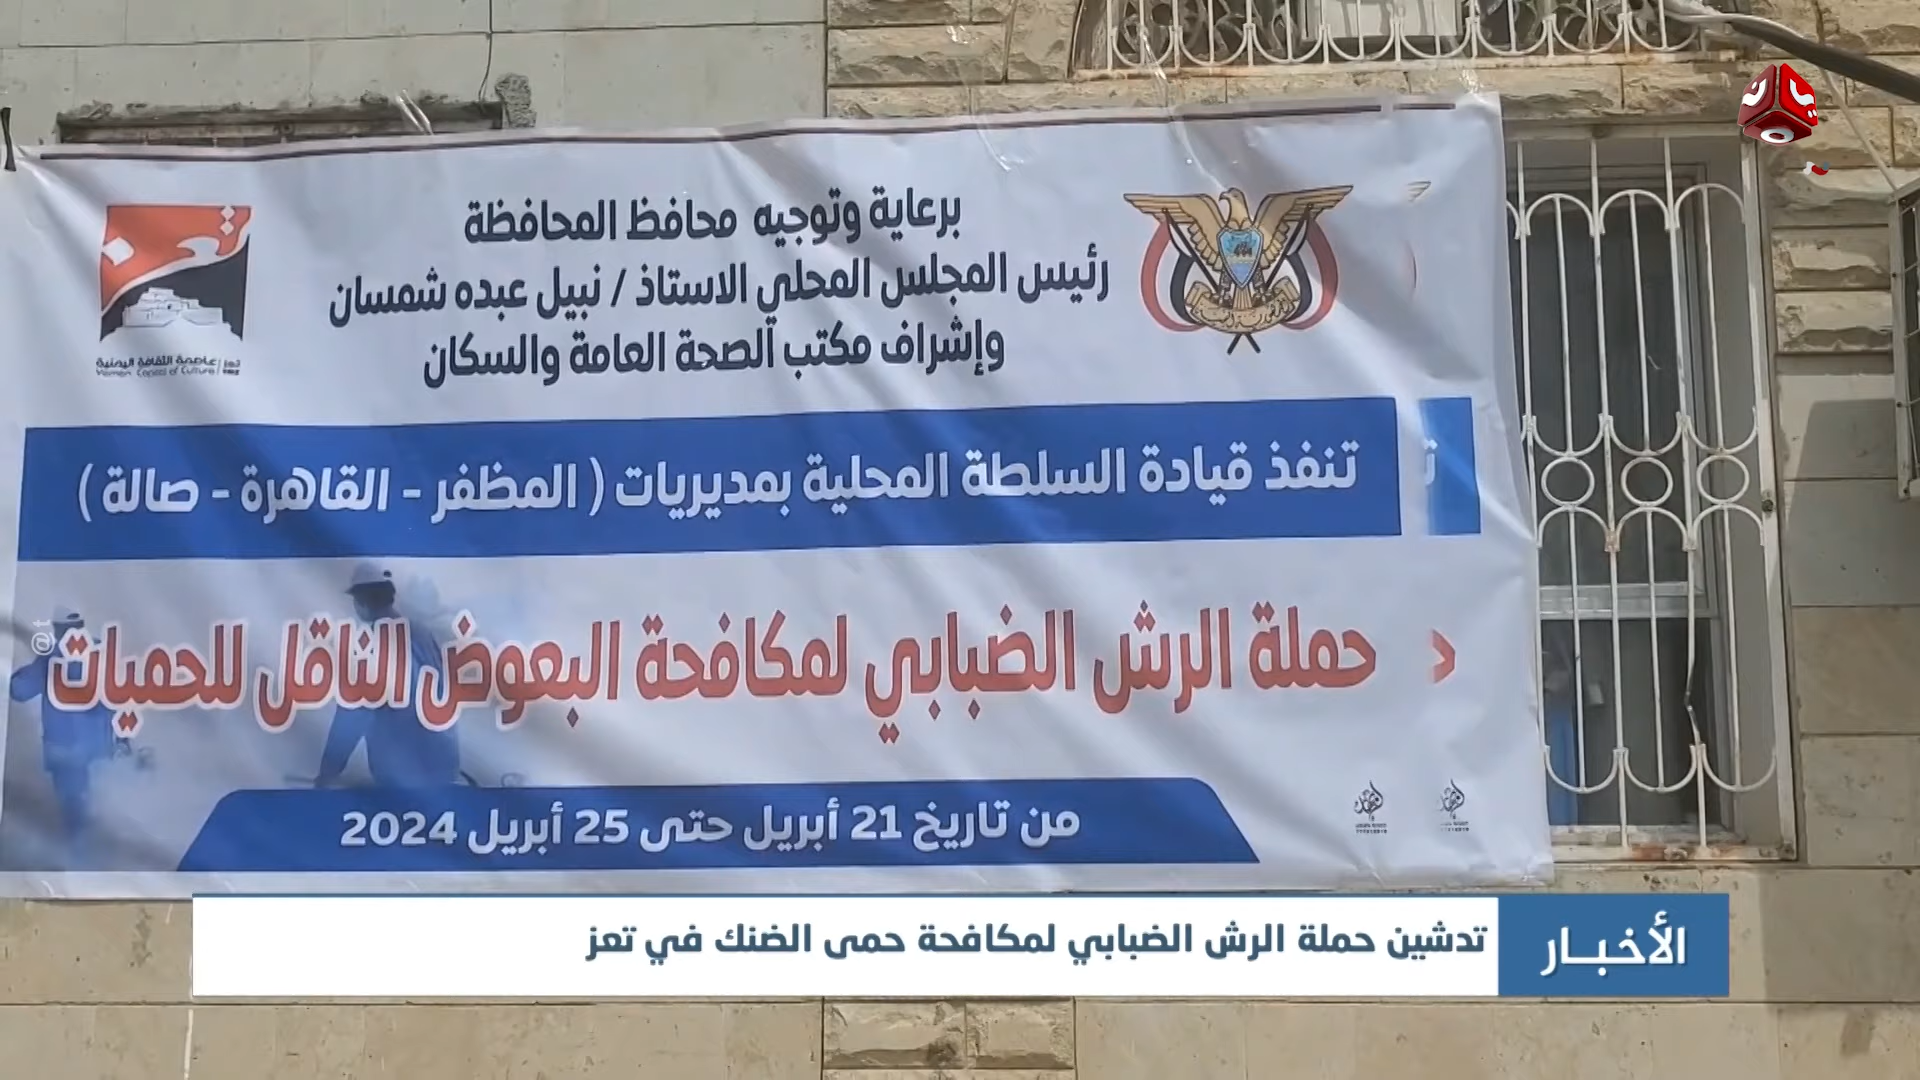 برعاية وتوجيه محافظ المحافظة
رئيس المجلس المحلي الاستاذ / نبيل عبده شمسان
وإشراف مكتب الصحة العامة والسكان
تعز
عاصمة الثقافة اليمنية
Yemen Capital of Culture
تنفذ قيادة السلطة المحلية بمديريات ( المظفر - القاهرة - صالة )
حملة الرش الضبابي لمكافحة البعوض الناقل للحميات
من تاريخ 21 أبريل حتى 25 أبريل 2024
الأخبار
تدشين حملة الرش الضبابي لمكافحة حمى الضنك في تعز